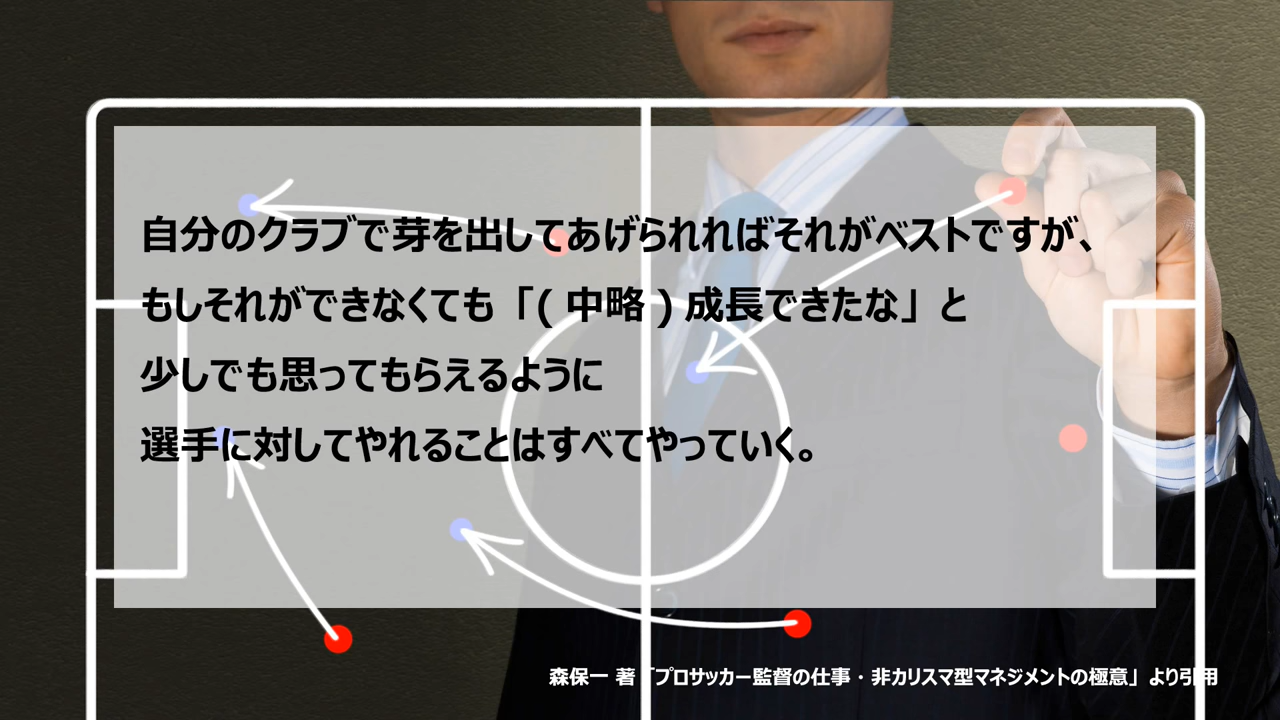 自分のクラブで芽を出してあげられればそれがベストですが、
もしそれができなくても「( 中略 ) 成長できたな」と
少しでも思ってもらえるように
選手に対してやれることはすべてやっていく。
森保一 著「プロサッカー監督の仕事・非カリスマ型マネジメントの極意」より引用